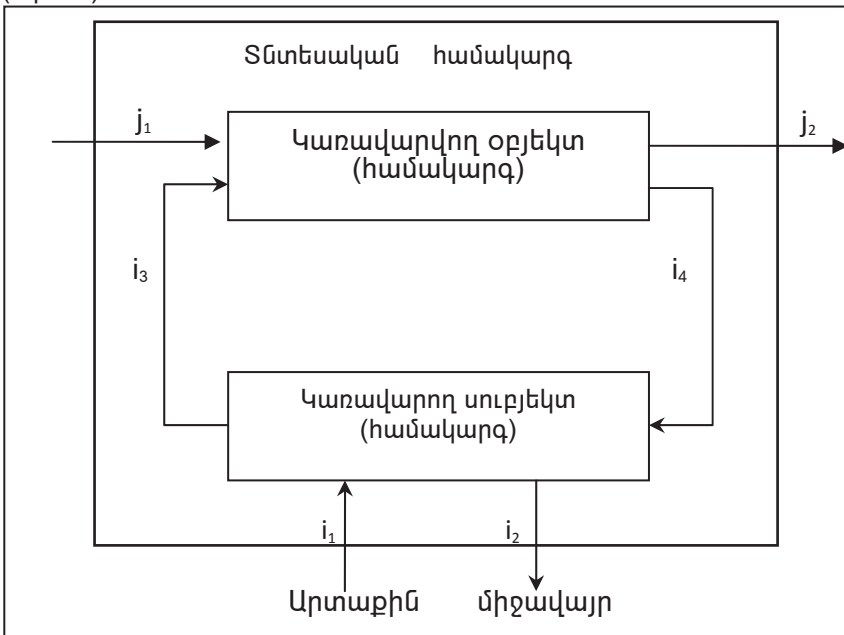 Տնտեսական համակարգ
j₁
j₂
Կառավարվող օբյեկտ
(համակարգ)
i₃
i₄
Կառավարող սուբյեկտ
(համակարգ)
i₁
i₂
Արտաքին միջավայր